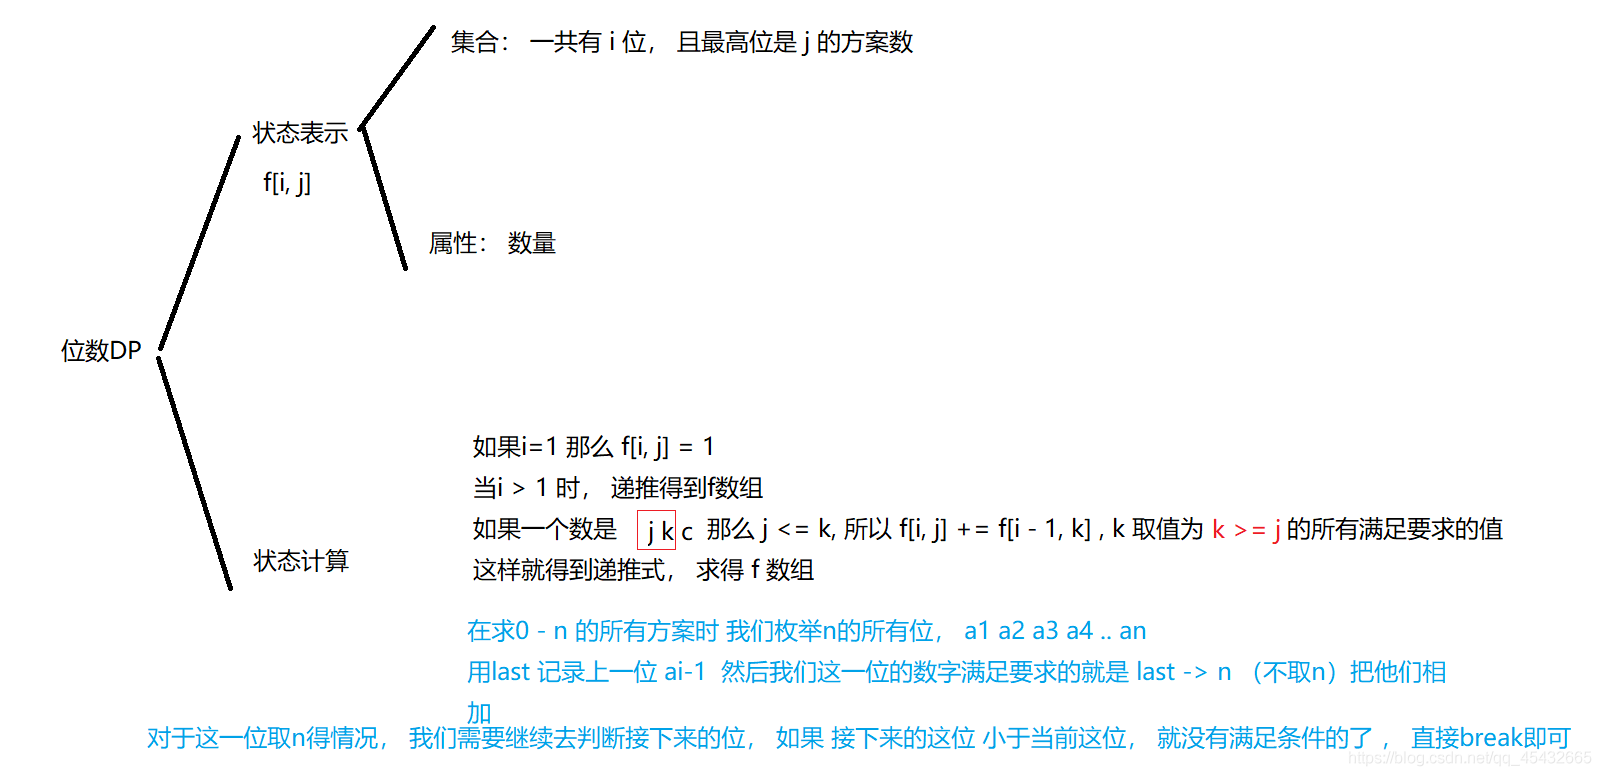 集合： 一共有 i 位， 且最高位是 j 的方案数
状态表示
f[i, j]
属性： 数量
位数DP
如果i=1 那么 f[i, j] = 1
当i > 1 时， 递推得到f数组
如果一个数是 j k c 那么 j <= k, 所以 f[i, j] += f[i - 1, k] , k 取值为 k >= j 的所有满足要求的值
状态计算
这样就得到递推式， 求得 f 数组
在求0 - n 的所有方案时 我们枚举n的所有位， a1 a2 a3 a4 .. an
用last 记录上一位 ai-1 然后我们这一位的数字满足要求的就是 last -> n （不取n）把他们相
加
对于这一位取n得情况， 我们需要继续去判断接下来的位， 如果 接下来的这位 小于当前这位， 就没有满足条件的了 ， 直接break即可
https://blog.csdn.net/qq_45432665